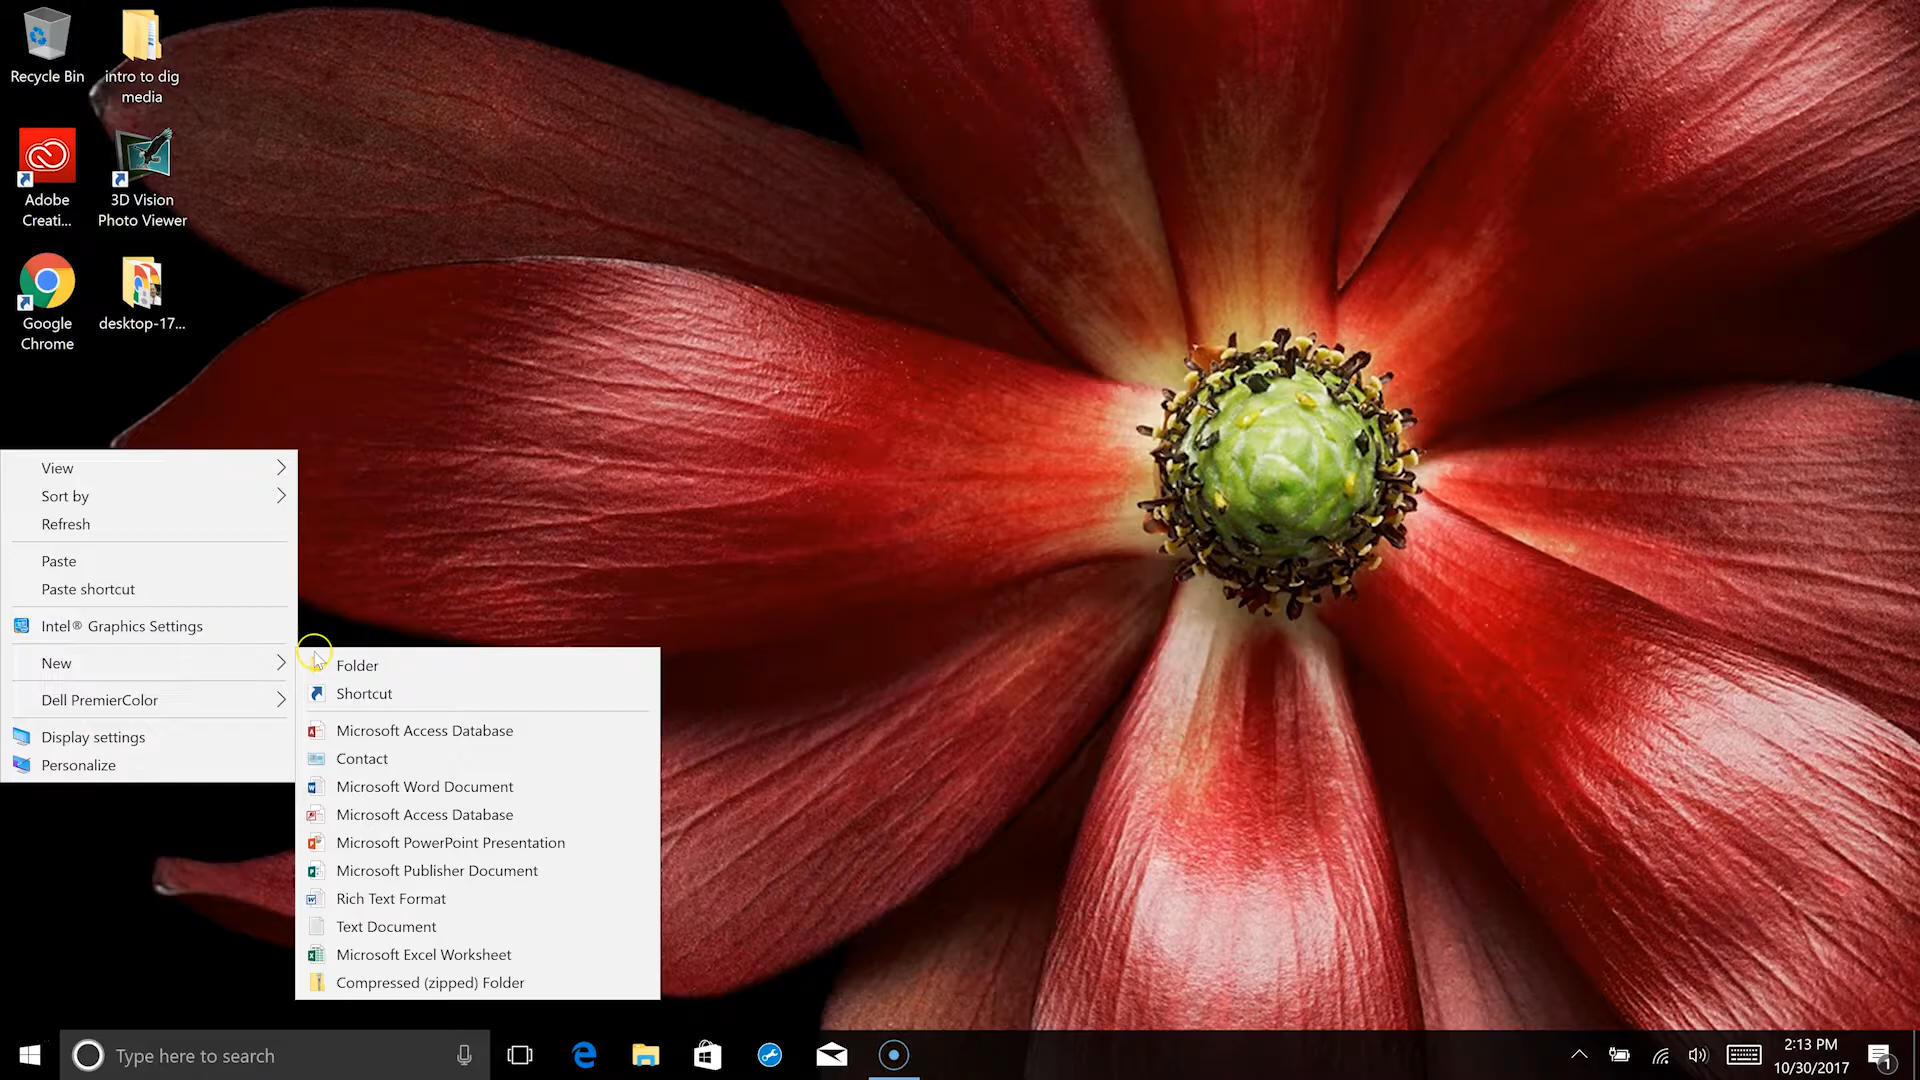 Recycle Bin
intro to dig
media
Adobe
Creati...
3D Vision
Photo Viewer
Google
Chrome
desktop-17...
View
Sort by
Refresh
Paste
Paste shortcut
Intel® Graphics Settings
New
Dell PremierColor
Display settings
Personalize
Folder
Shortcut
Microsoft Access Database
Contact
Microsoft Word Document
Microsoft Access Database
Microsoft PowerPoint Presentation
Microsoft Publisher Document
Rich Text Format
Text Document
Microsoft Excel Worksheet
Compressed (zipped) Folder
Type here to search
2:13 PM
10/30/2017
1